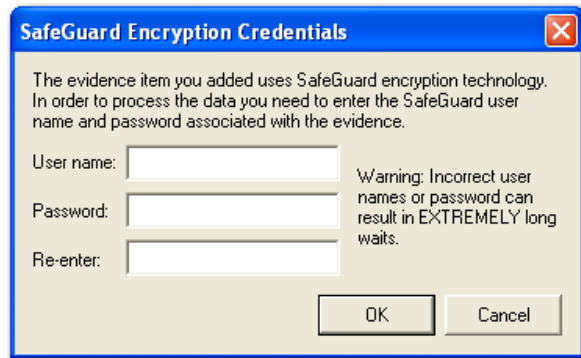 SafeGuard Encryption Credentials
The evidence item you added uses SafeGuard encryption technology.
In order to process the data you need to enter the SafeGuard user
name and password associated with the evidence.
User name:
Password:
Re-enter:
Warning: Incorrect user
names or password can
result in EXTREMELY long
waits.
OK
Cancel